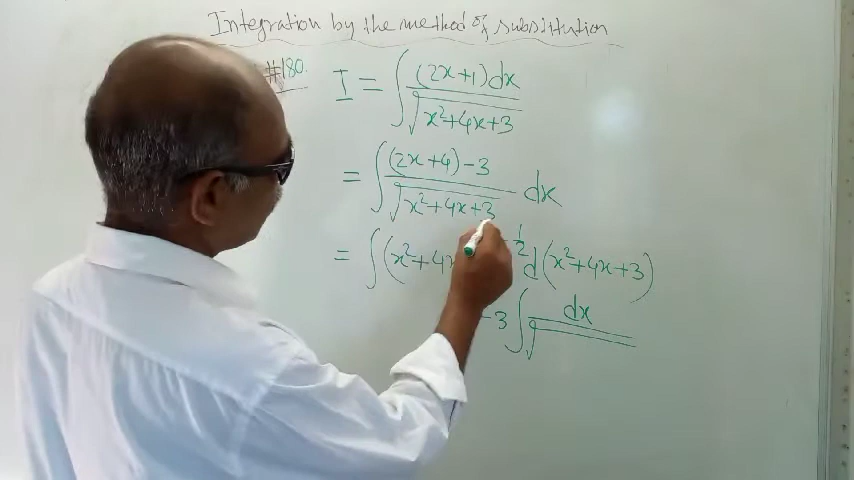 Integration by the method of substitution
#180.
I = ∫ (2x+1)dx / √(x²+4x+3)
= ∫ ((2x+4)-3) / √(x²+4x+3) dx
= ∫ (x²+4x 1/2 d(x²+4x+3)
-3 ∫ dx / √